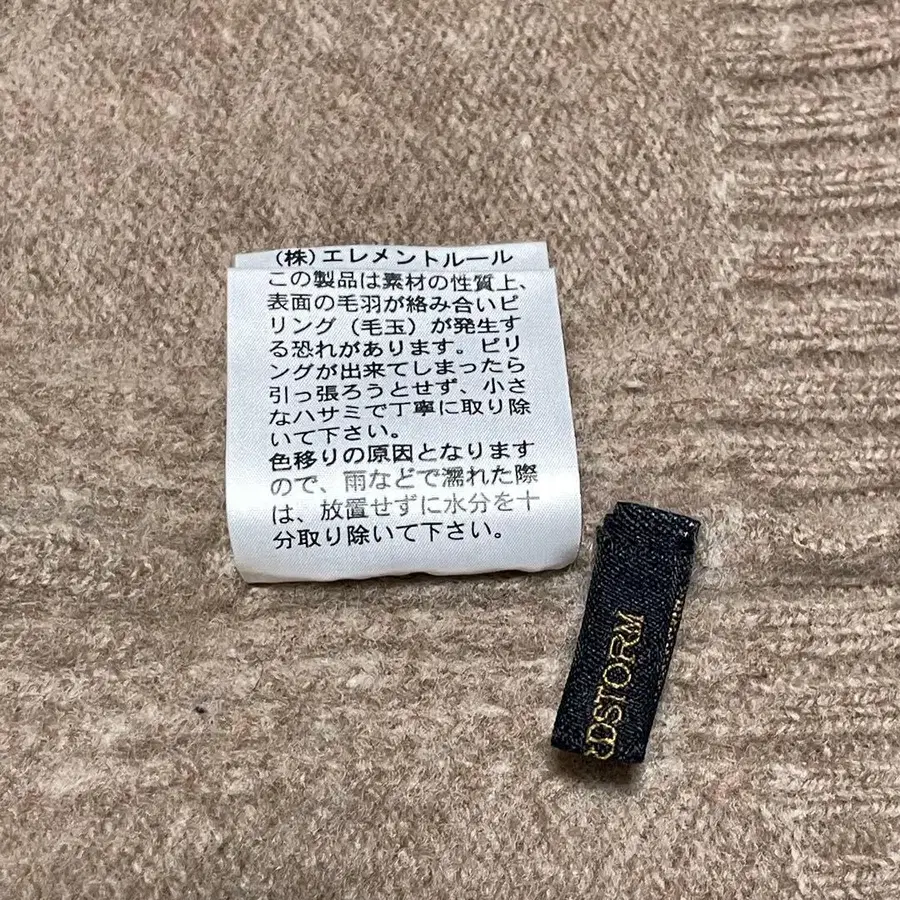 (株)エレメントルール
この製品は素材の性質上、
表面の毛羽が絡み合いピ
リング(毛玉)が発生す
る恐れがあります。ピリ
ングが出来てしまったら
引っ張ろうとせず、小さ
なハサミで丁寧に取り除
いて下さい。
色移りの原因となります
ので、雨などで濡れた際
は、放置せずに水分を十
分取り除いて下さい。
RDSTORM